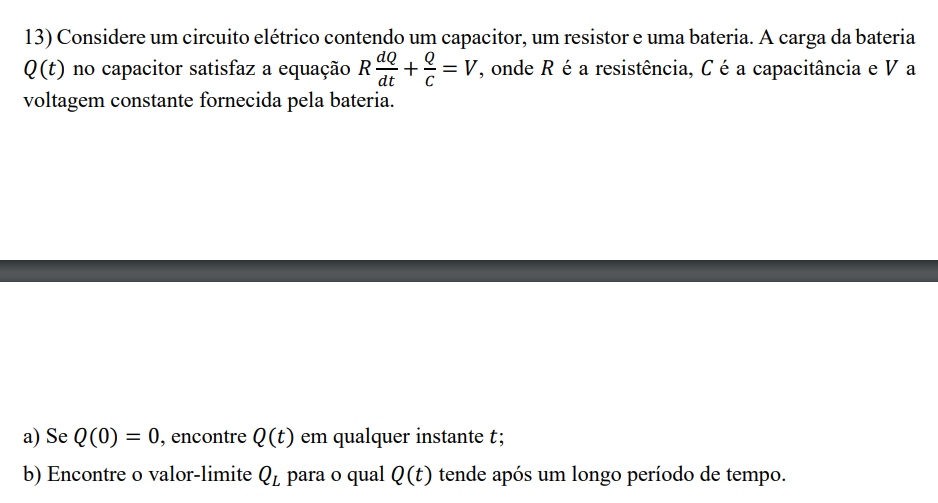 13) Considere um circuito elétrico contendo um capacitor, um resistor e uma bateria. A carga da bateria
Q(t) no capacitor satisfaz a equação R dQ/dt + Q/C = V, onde R é a resistência, C é a capacitância e V a
voltagem constante fornecida pela bateria.
a) Se Q(0) = 0, encontre Q(t) em qualquer instante t;
b) Encontre o valor-limite Q_L para o qual Q(t) tende após um longo período de tempo.